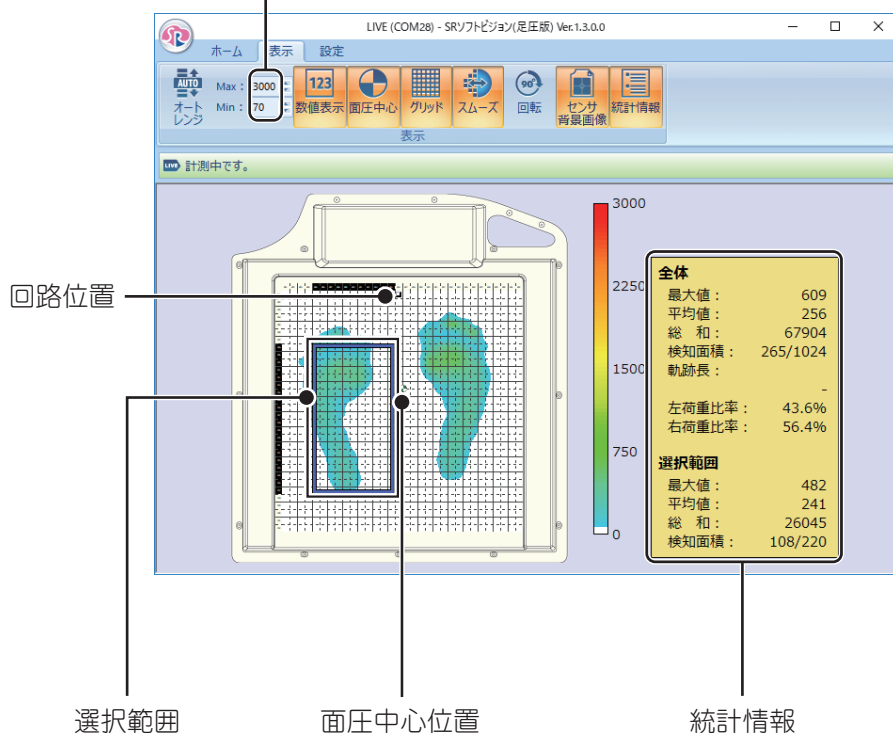 LIVE (COM28) - SRソフトビジョン(足圧版) Ver.1.3.0.0
SR
ホーム 表示 設定
AUTO
オート
レンジ
Max : 3000
Min : 70
123
数値表示
面圧中心
グリッド
スムーズ
90°
回転
センサ
背景画像
統計情報
表示
LIVE 計測中です。
3000
2250
1500
750
0
全体
最大値: 609
平均値: 256
総 和: 67904
検知面積: 265/1024
軌跡長:
-
左荷重比率: 43.6%
右荷重比率: 56.4%
選択範囲
最大値: 482
平均値: 241
総 和: 26045
検知面積: 108/220
回路位置
選択範囲
面圧中心位置
統計情報